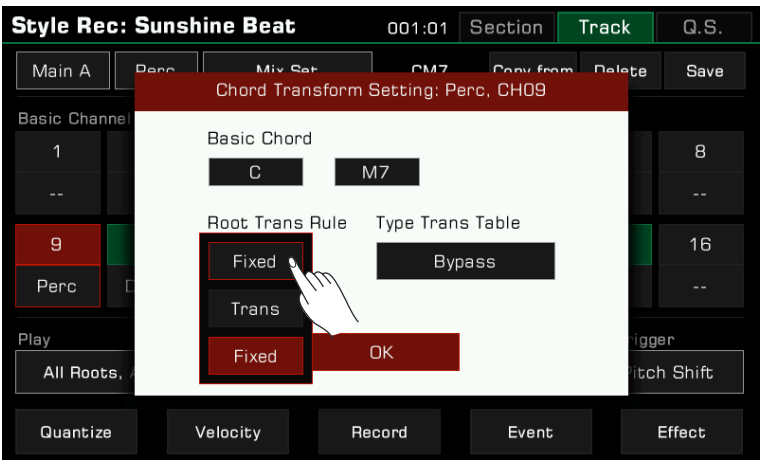 Style Rec: Sunshine Beat 001:01 Section Track Q.S.
Main A Perc Mix Set CM7 Copy from Delete Save
Chord Transform Setting: Perc, CH09
Basic Channel
Basic Chord
1 8
C M7
-- --
Root Trans Rule Type Trans Table
9 16
Fixed Bypass
Perc --
Trans
Play
Fixed OK
All Roots, Pitch Shift
Quantize Velocity Record Event Effect